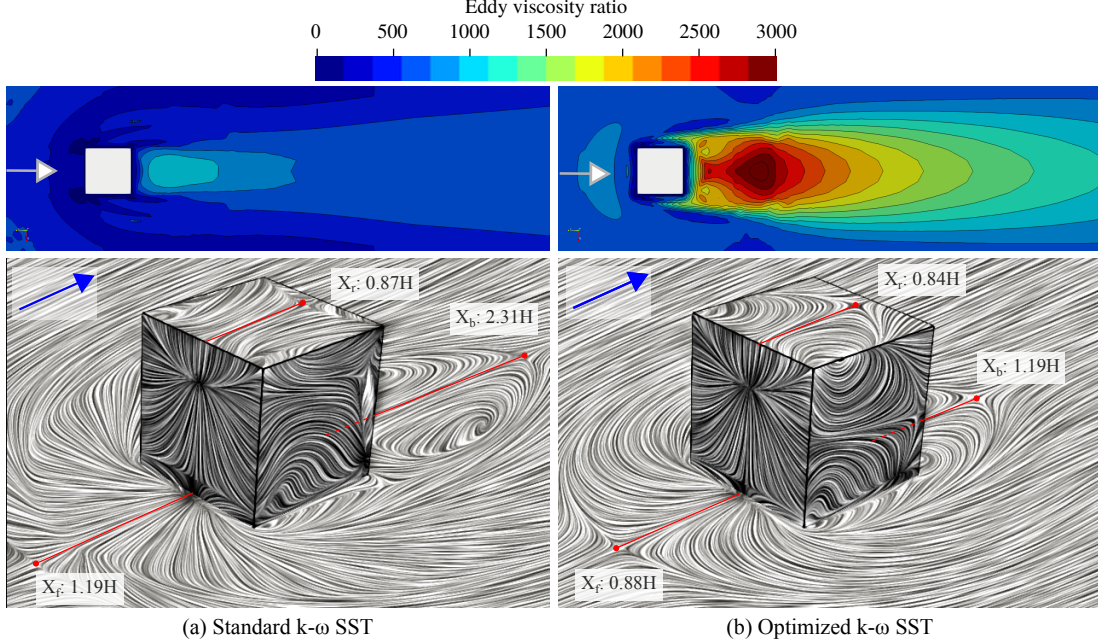 Eddy viscosity ratio
0 500 1000 1500 2000 2500 3000
Xr: 0.87H
Xb: 2.31H
Xf: 1.19H
Xr: 0.84H
Xb: 1.19H
Xf: 0.88H
(a) Standard k-ω SST
(b) Optimized k-ω SST